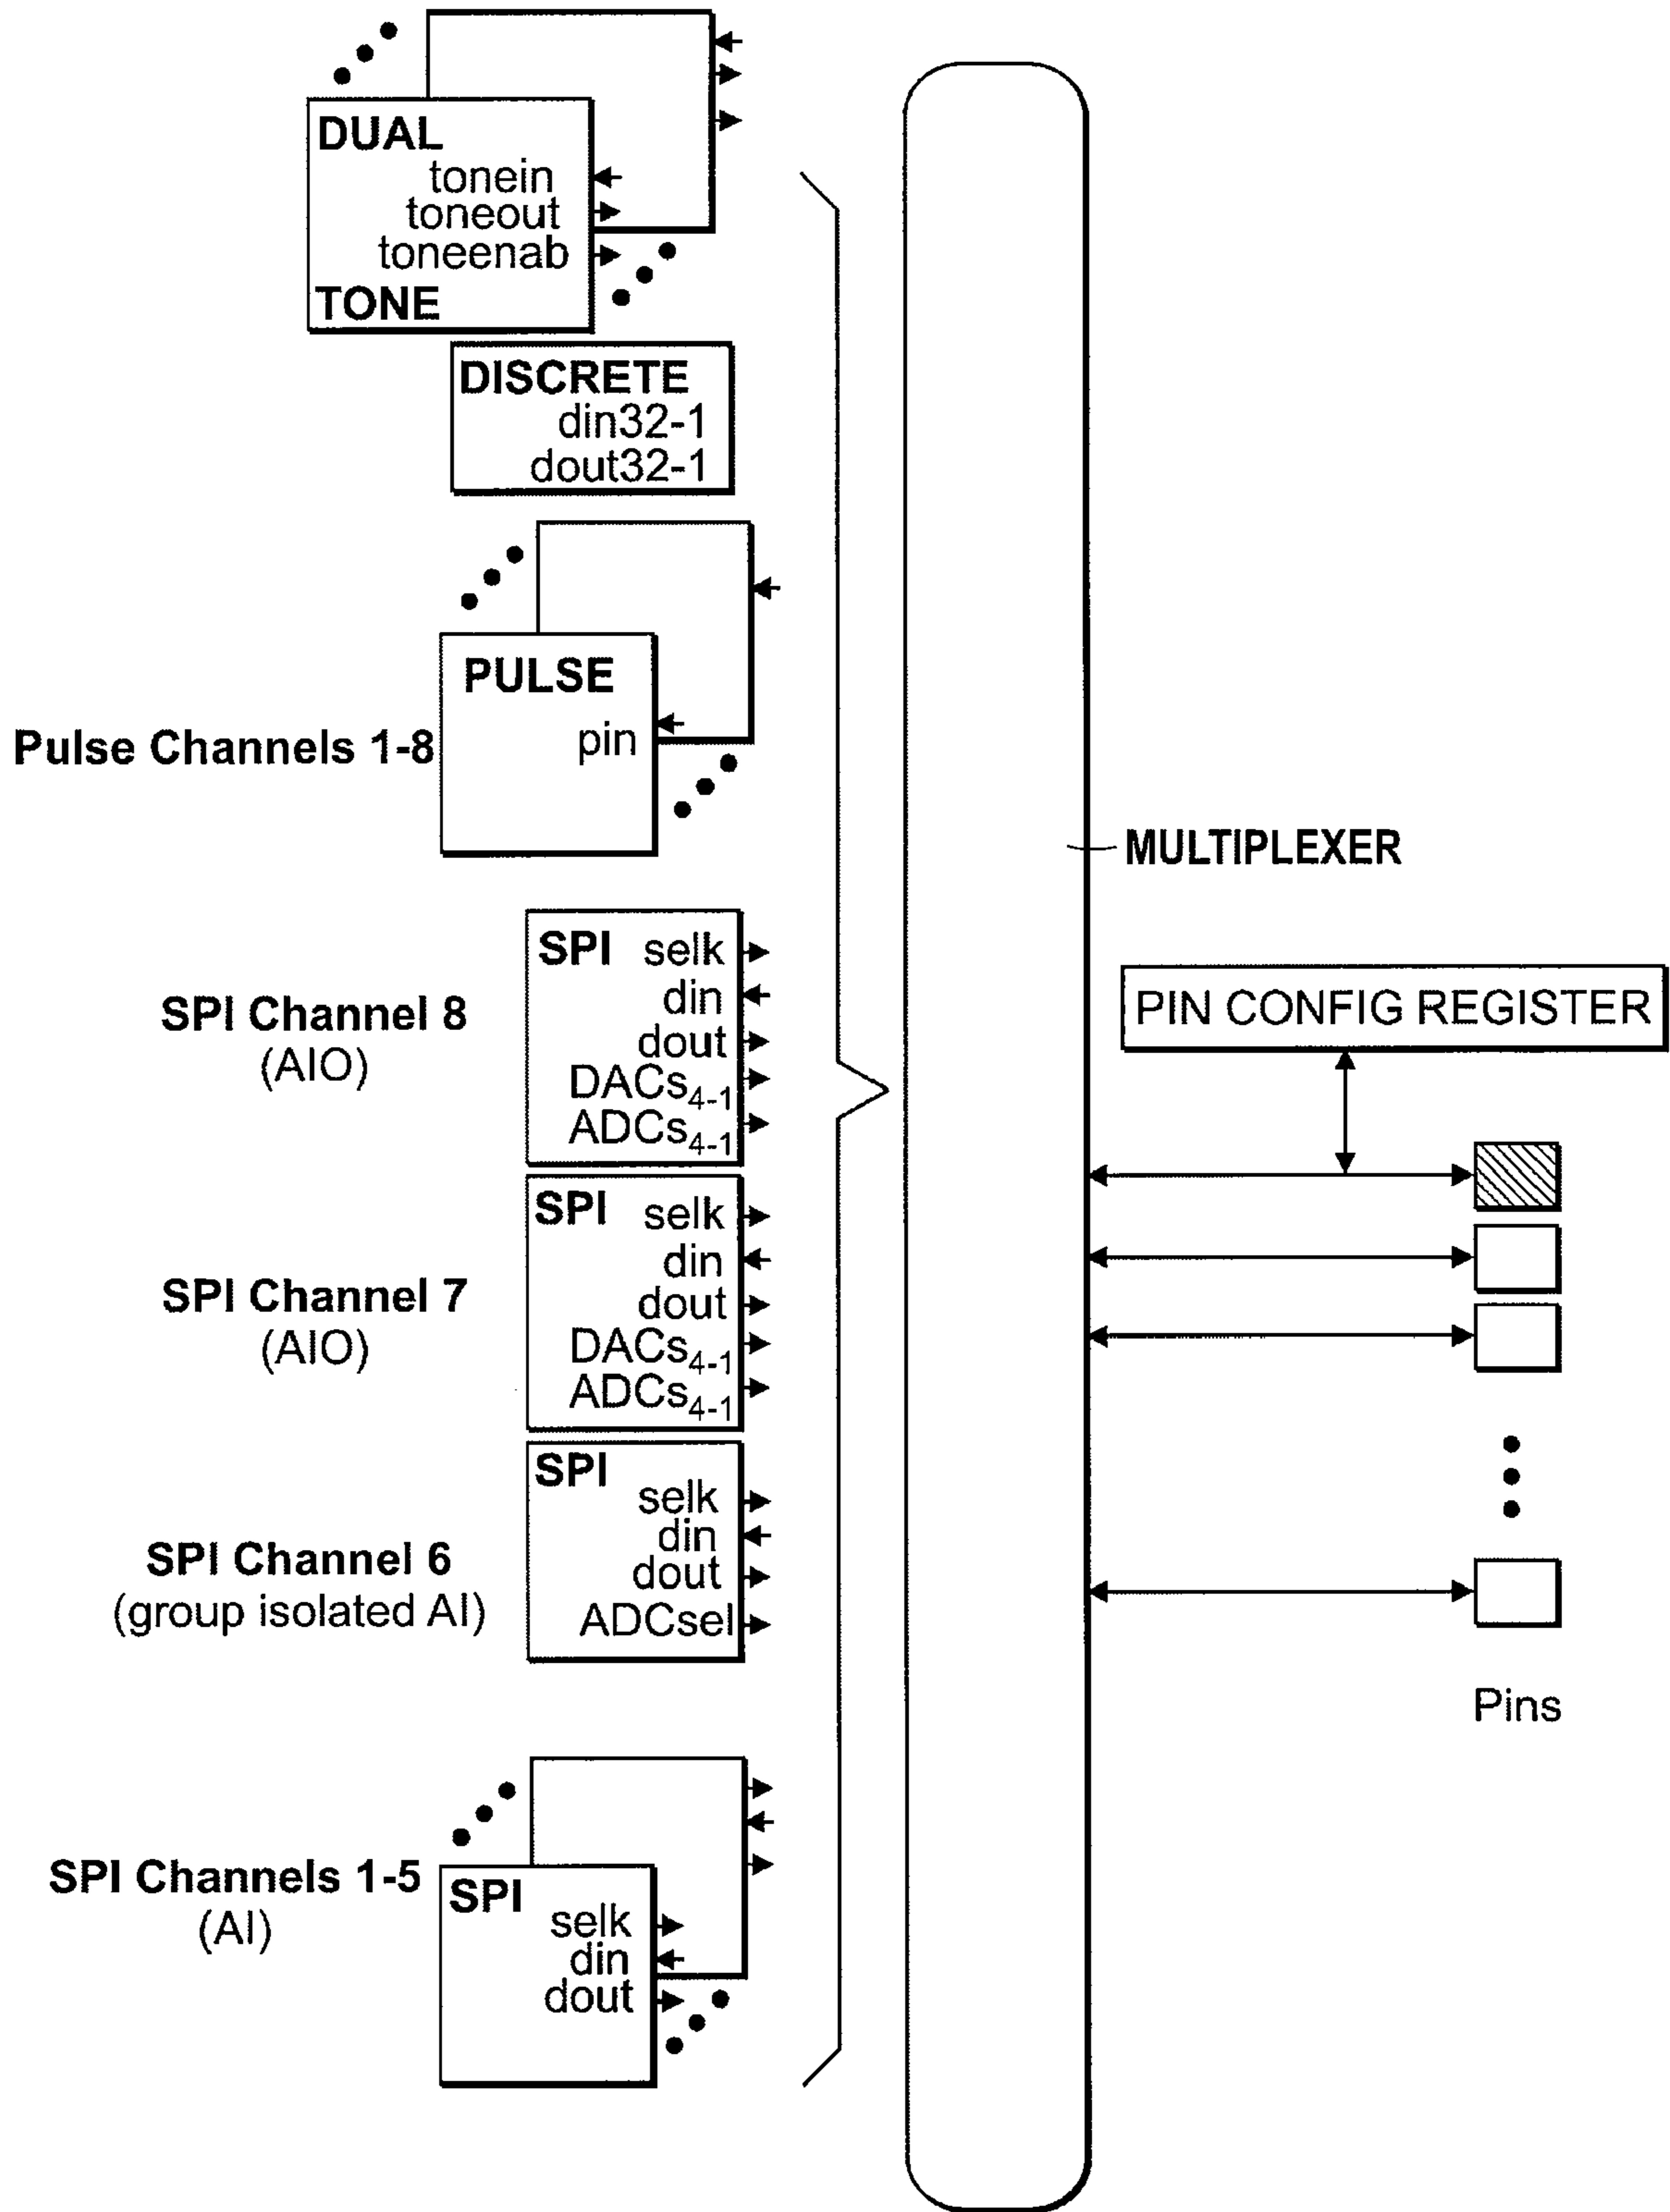 DUAL
tonein
toneout
toneenab
TONE
DISCRETE
din32-1
dout32-1
PULSE
pin
Pulse Channels 1-8
MULTIPLEXER
SPI selk
din
dout
DACs4-1
ADCs4-1
SPI Channel 8
(AIO)
PIN CONFIG REGISTER
SPI selk
din
dout
DACs4-1
ADCs4-1
SPI Channel 7
(AIO)
SPI
selk
din
dout
ADCsel
SPI Channel 6
(group isolated AI)
Pins
SPI Channels 1-5
(AI)
SPI
selk
din
dout